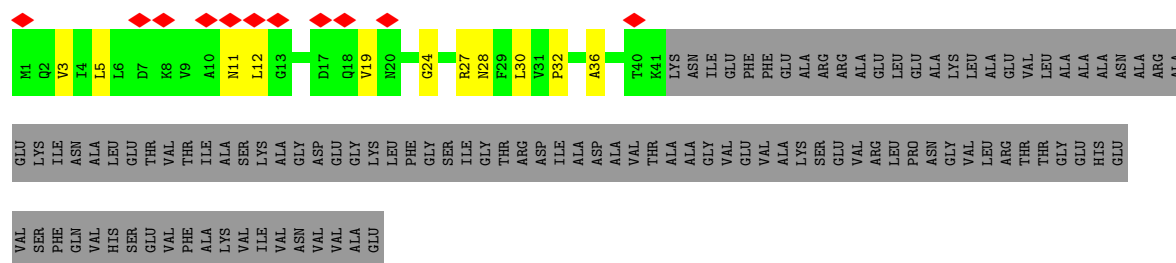 M1 Q2 V3 I4 L5 L6 D7 K8 V9 A10 N11 L12 G13 D17 Q18 V19 N20 G24 R27 N28 F29 L30 V31 P32 A36 T40 K41 LYS ASN ILE GLU PHE PHE GLU ALA ARG ARG ALA GLU LEU GLU ALA LYS LEU ALA GLU VAL LEU ALA ALA ALA ASN ALA ARG ALA
GLU LYS ILE ASN ALA LEU GLU THR VAL THR ILE ALA SER LYS ALA GLY ASP GLU GLY LYS LEU PHE GLY SER ILE GLY THR ARG ASP ILE ALA ASP ALA VAL THR ALA ALA GLY VAL GLU VAL ALA LYS SER GLU VAL ARG LEU PRO ASN GLY VAL LEU ARG THR THR GLY GLU HIS GLU
VAL SER PHE GLN VAL HIS SER GLU VAL PHE ALA LYS VAL ILE VAL ASN VAL VAL ALA GLU